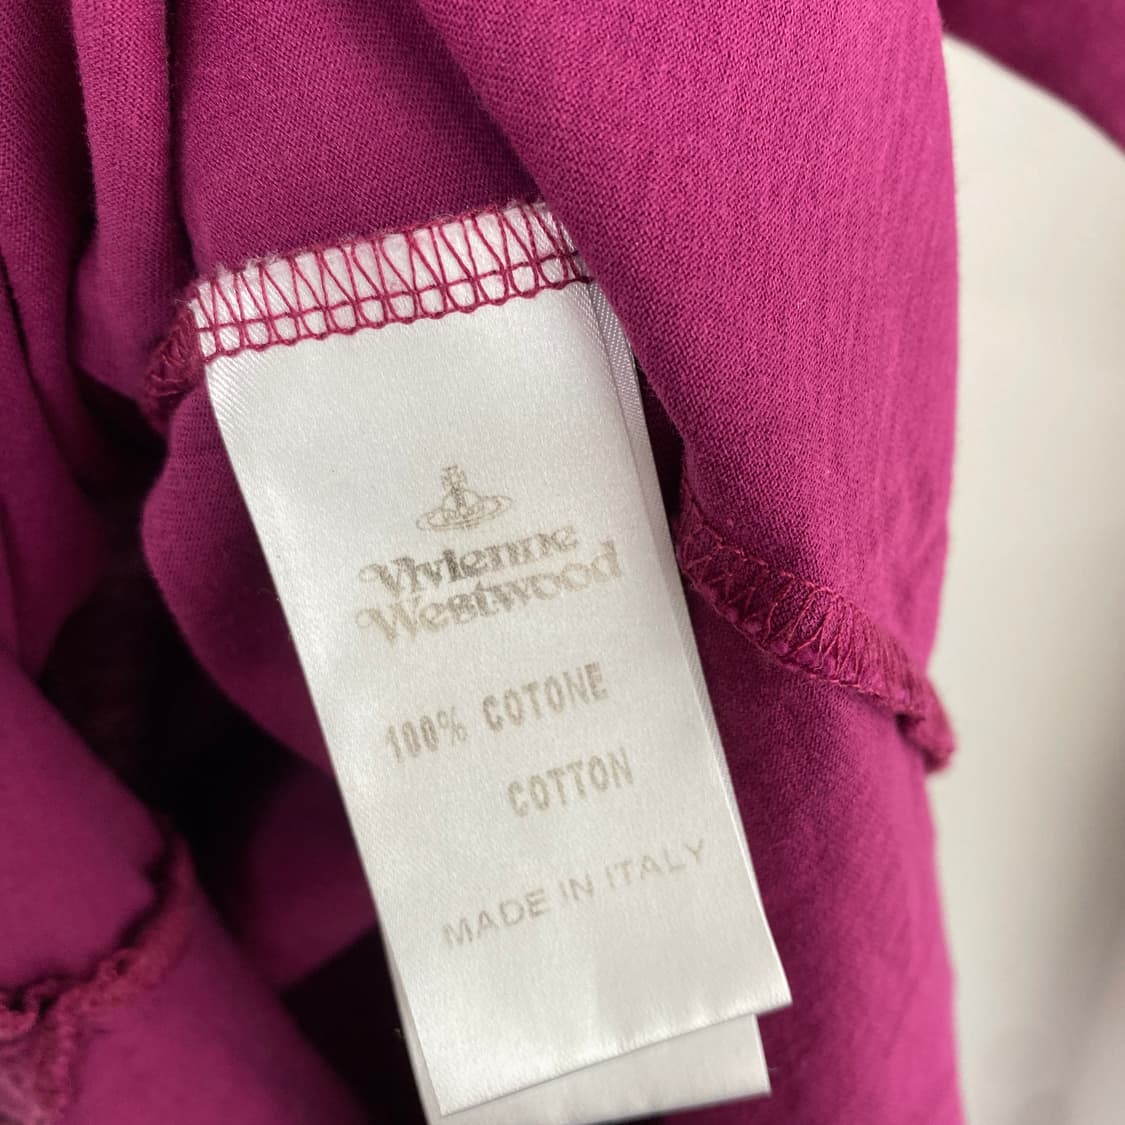 Vivienne
Westwood
100% COTONE
COTTON
MADE IN ITALY